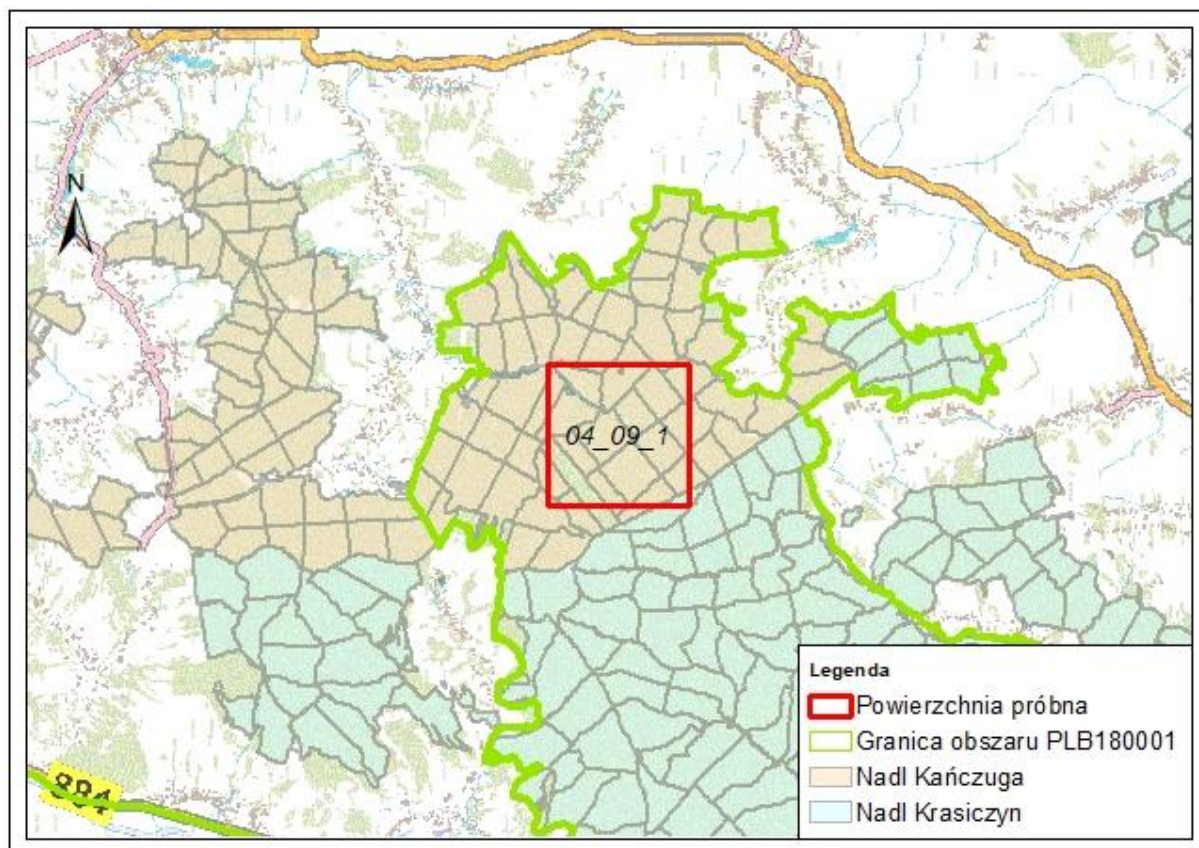 N
04_09_1
884
Legenda
Powierzchnia próbna
Granica obszaru PLB180001
Nadl Kańczuga
Nadl Krasiczyn